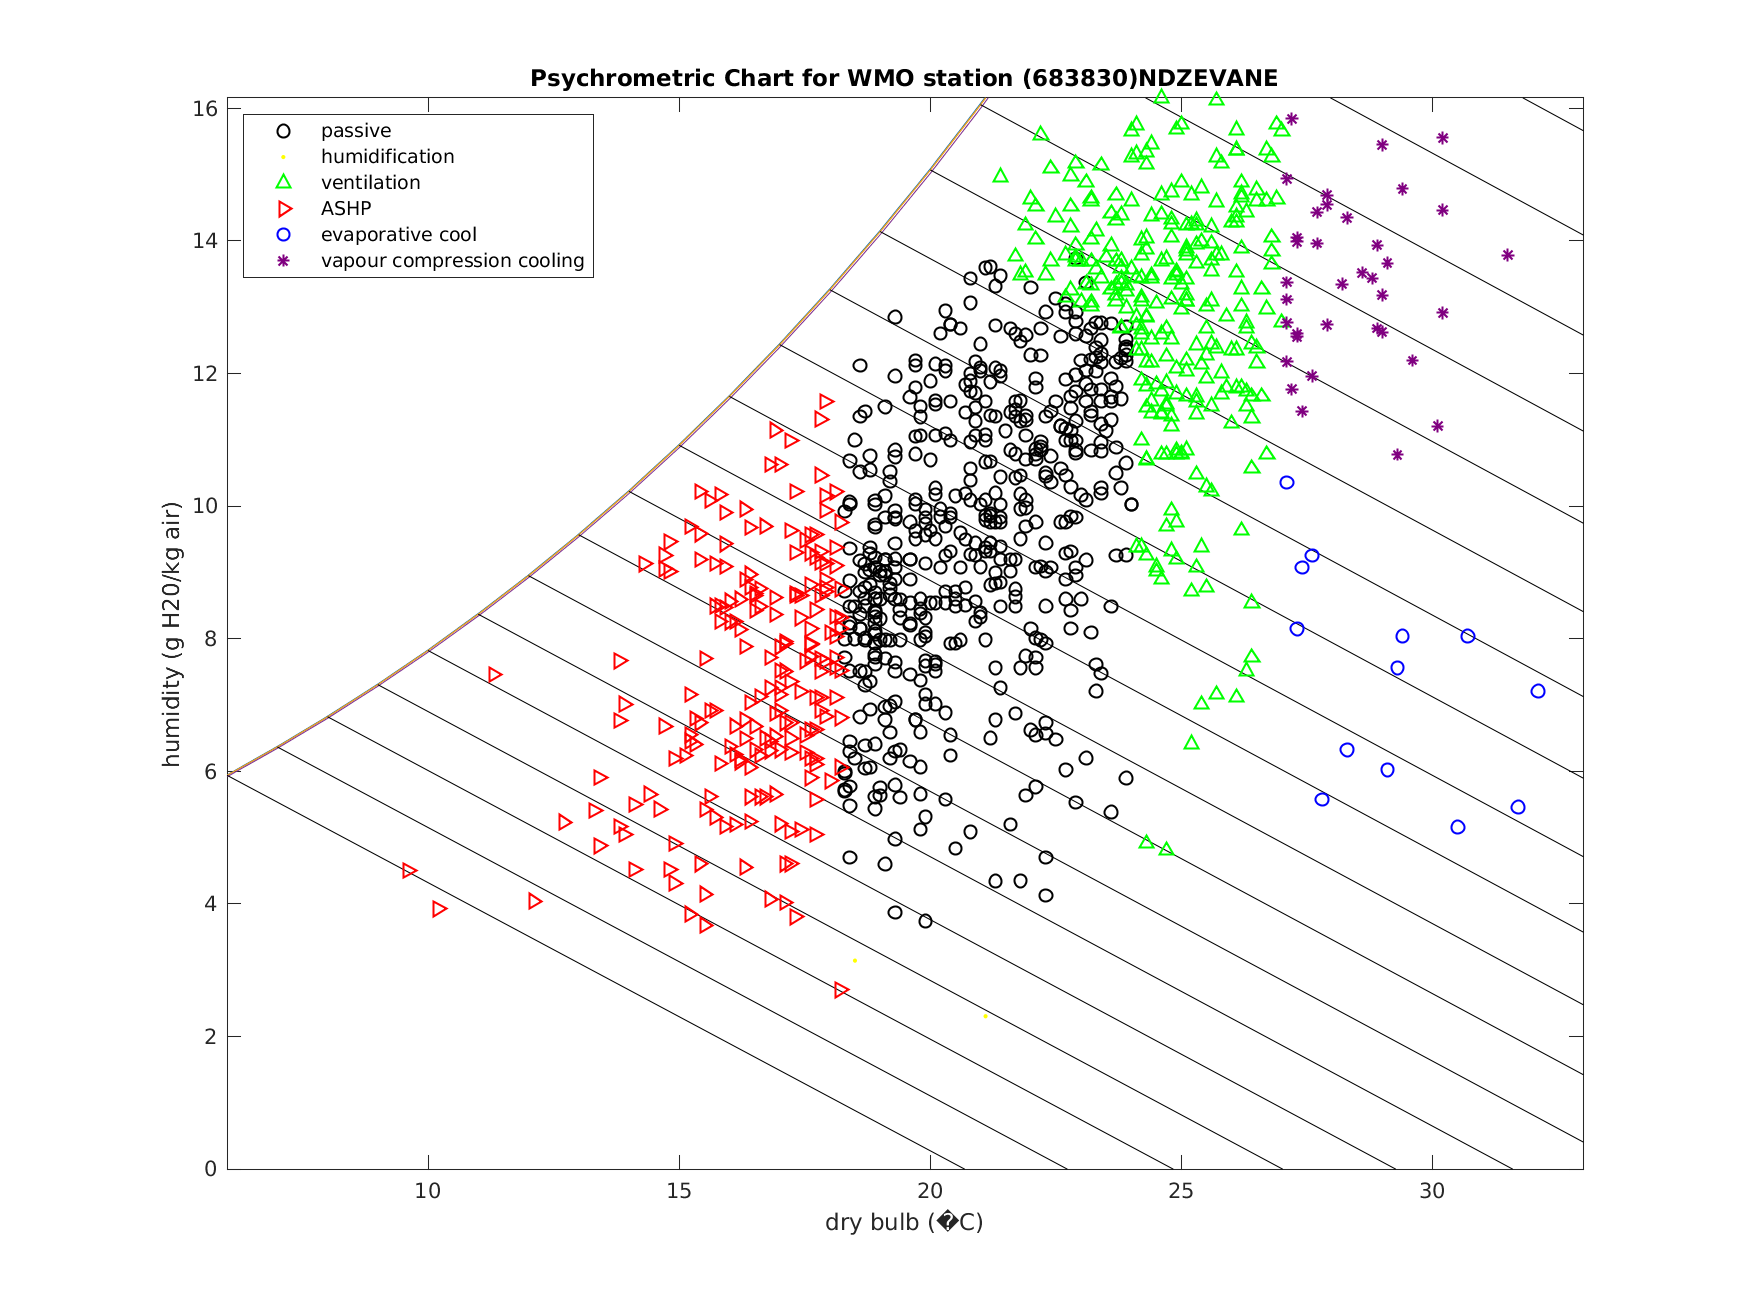 Psychrometric Chart for WMO station (683830)NDZEVANE
16
14
12
10
8
6
4
2
0
humidity (g H20/kg air)
passive
humidification
ventilation
ASHP
evaporative cool
vapour compression cooling
10
15
20
25
30
dry bulb (�C)